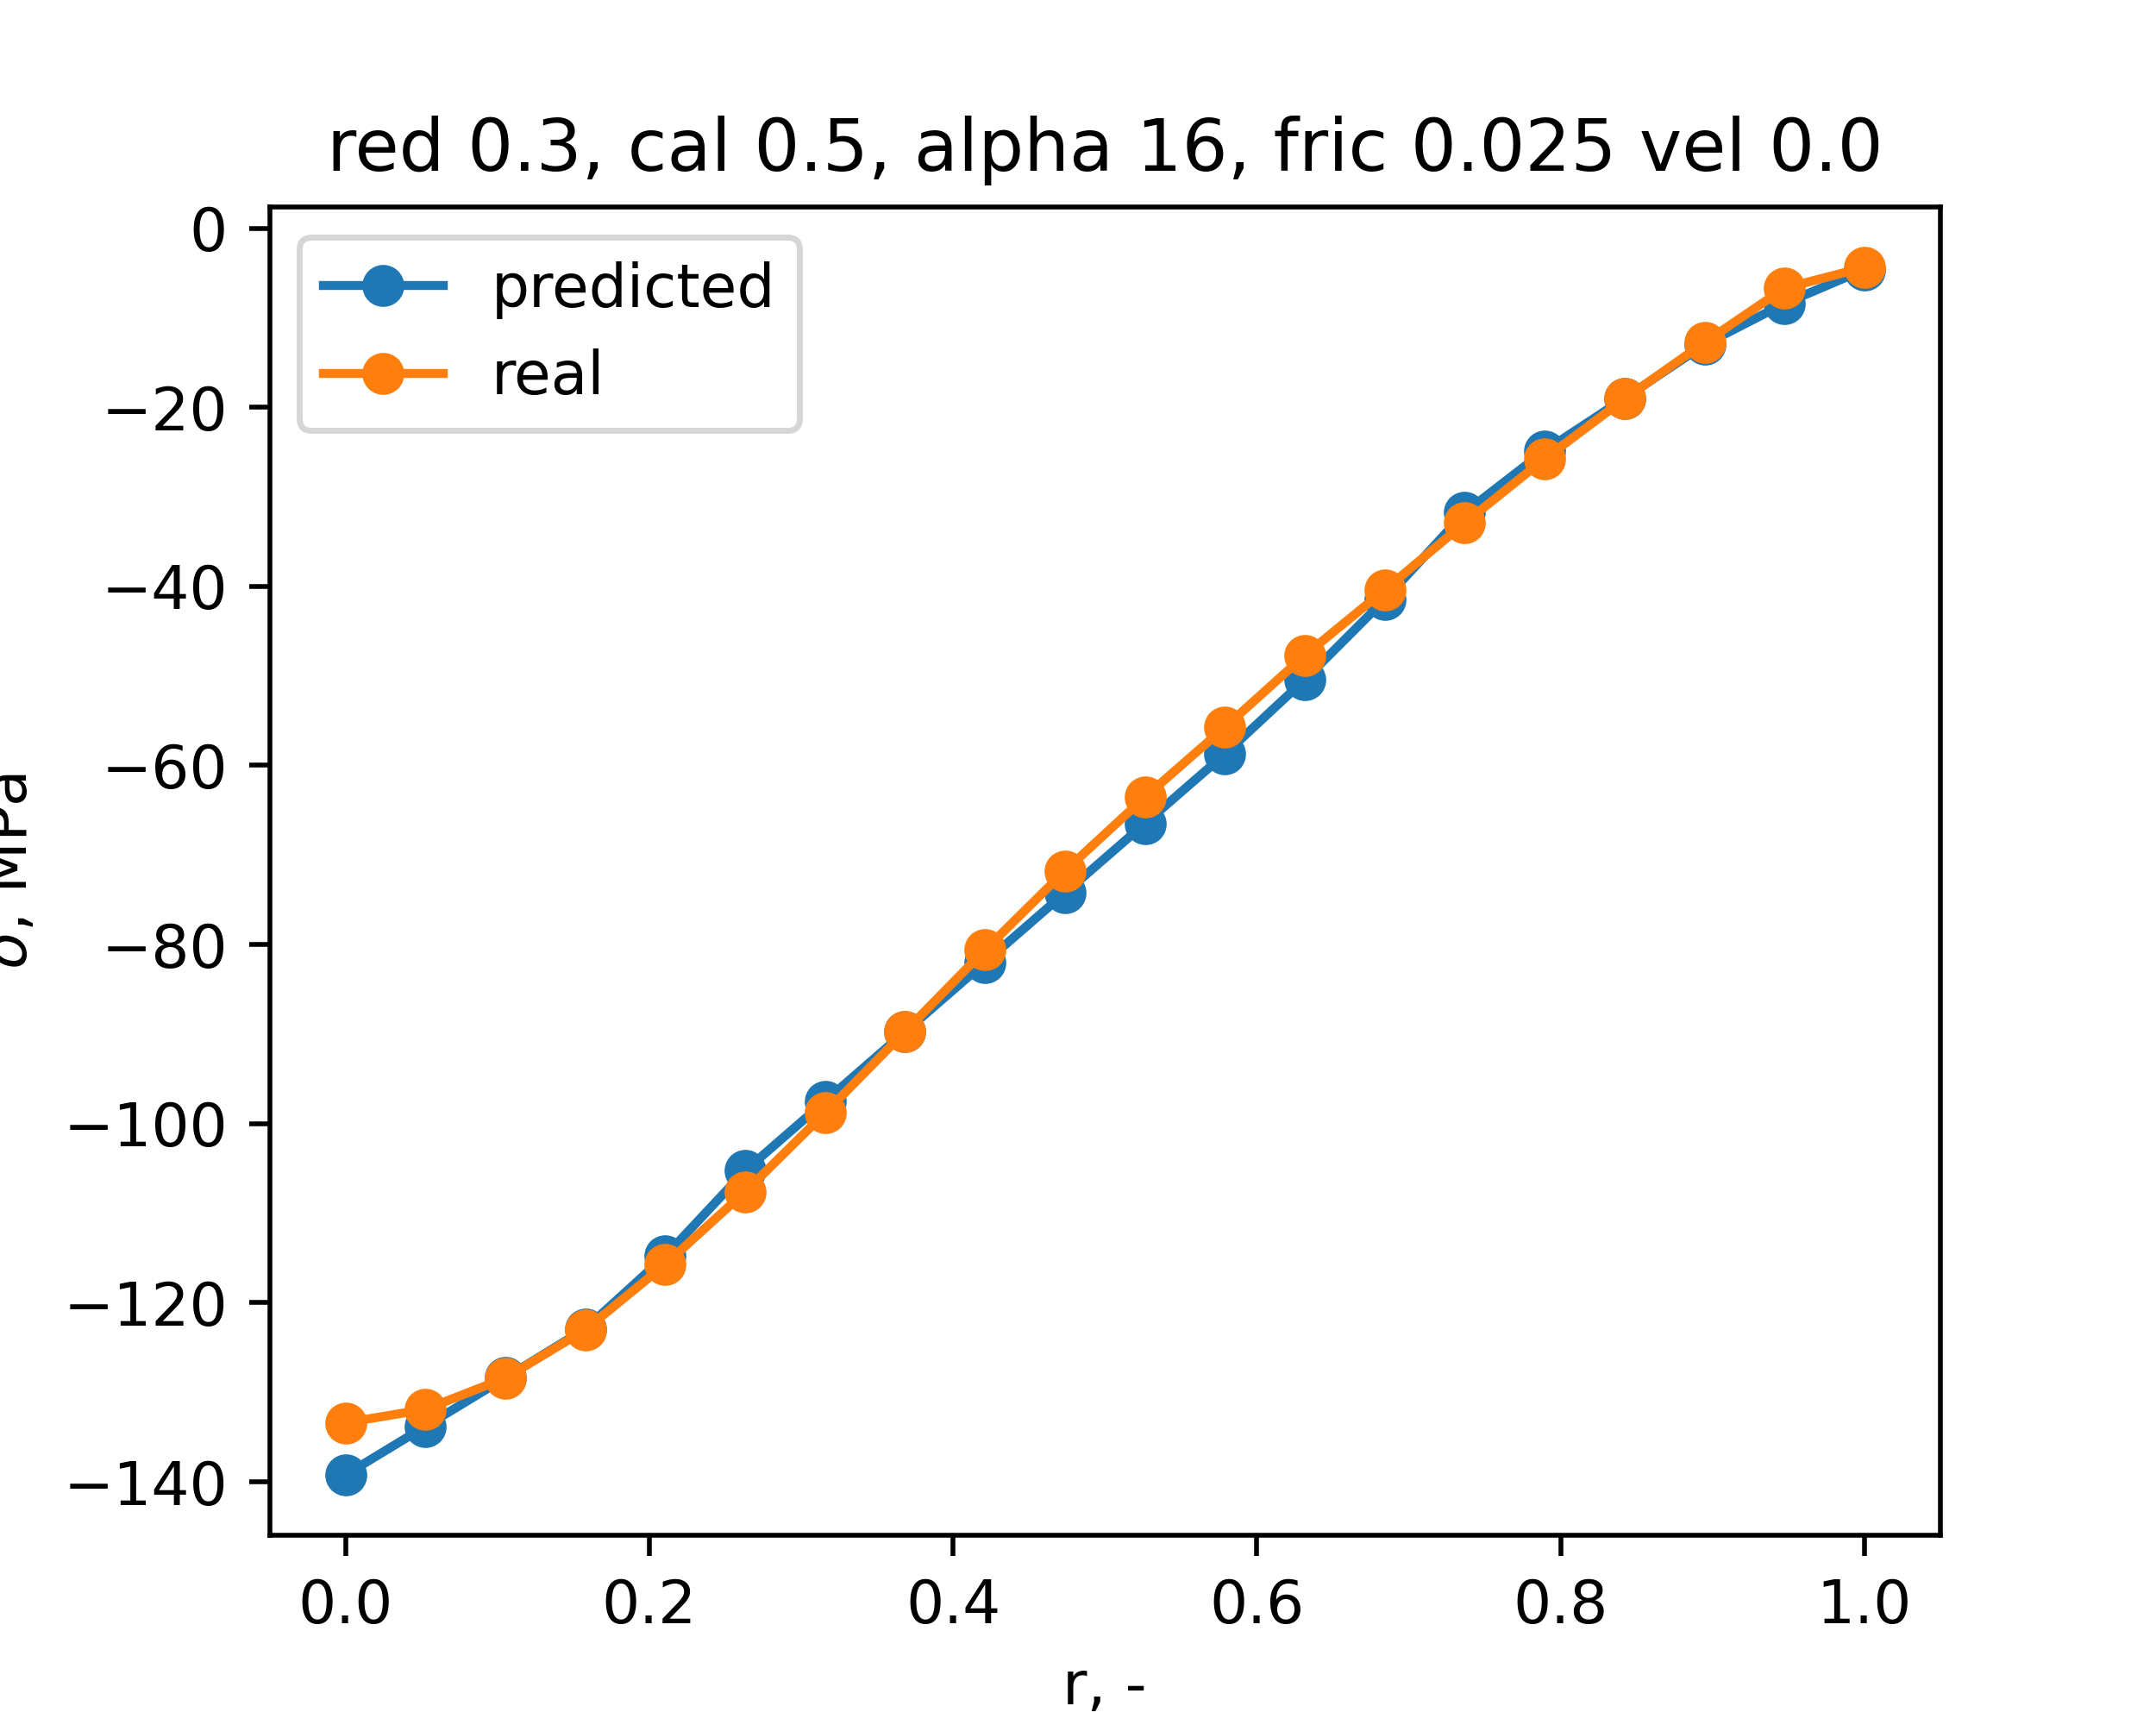 red 0.3, cal 0.5, alpha 16, fric 0.025 vel 0.0
predicted
real
0
−20
−40
−60
−80
−100
−120
−140
σ, MPa
0.0 0.2 0.4 0.6 0.8 1.0
r, -